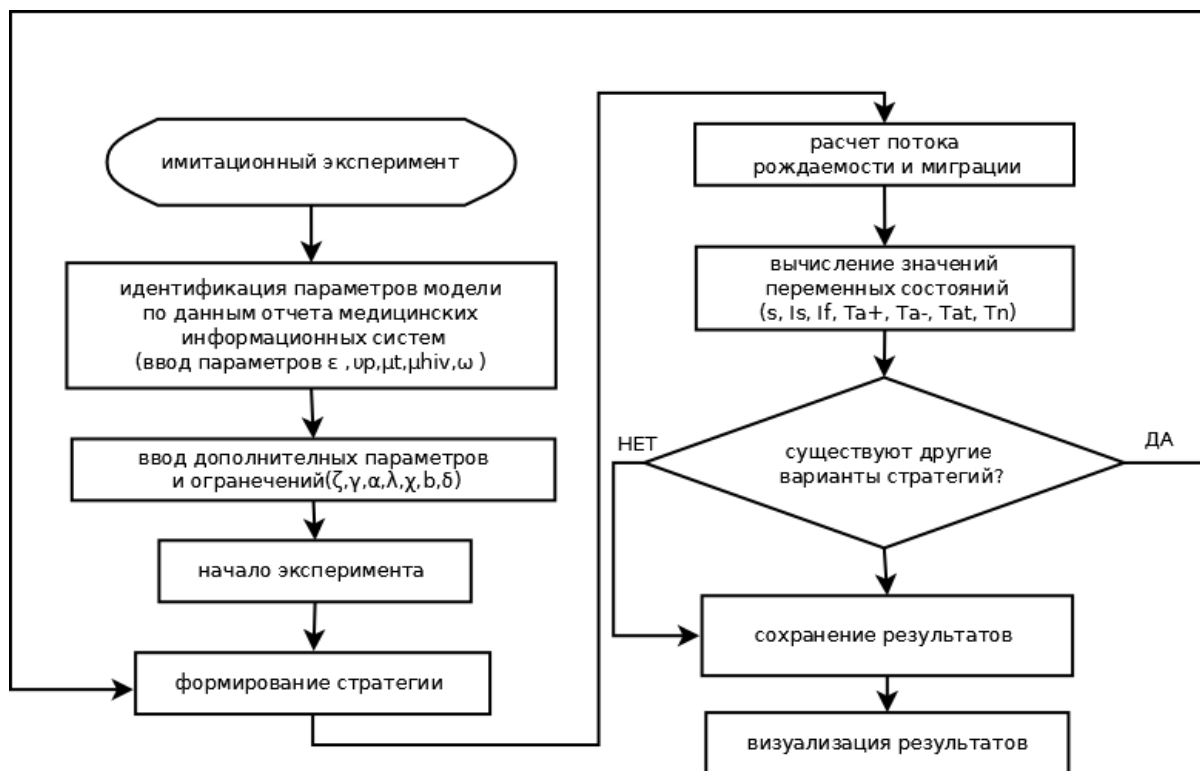 имитационный эксперимент
идентификация параметров модели
по данным отчета медицинских
информационных систем
(ввод параметров ε ,υp,μt,μhiv,ω )
ввод дополнителных параметров
и огранечений(ζ,γ,α,λ,χ,b,δ)
начало эксперимента
формирование стратегии
расчет потока
рождаемости и миграции
вычисление значений
переменных состояний
(s, Is, If, Ta+, Ta-, Tat, Tn)
НЕТ
существуют другие
варианты стратегий?
ДА
сохранение результатов
визуализация результатов